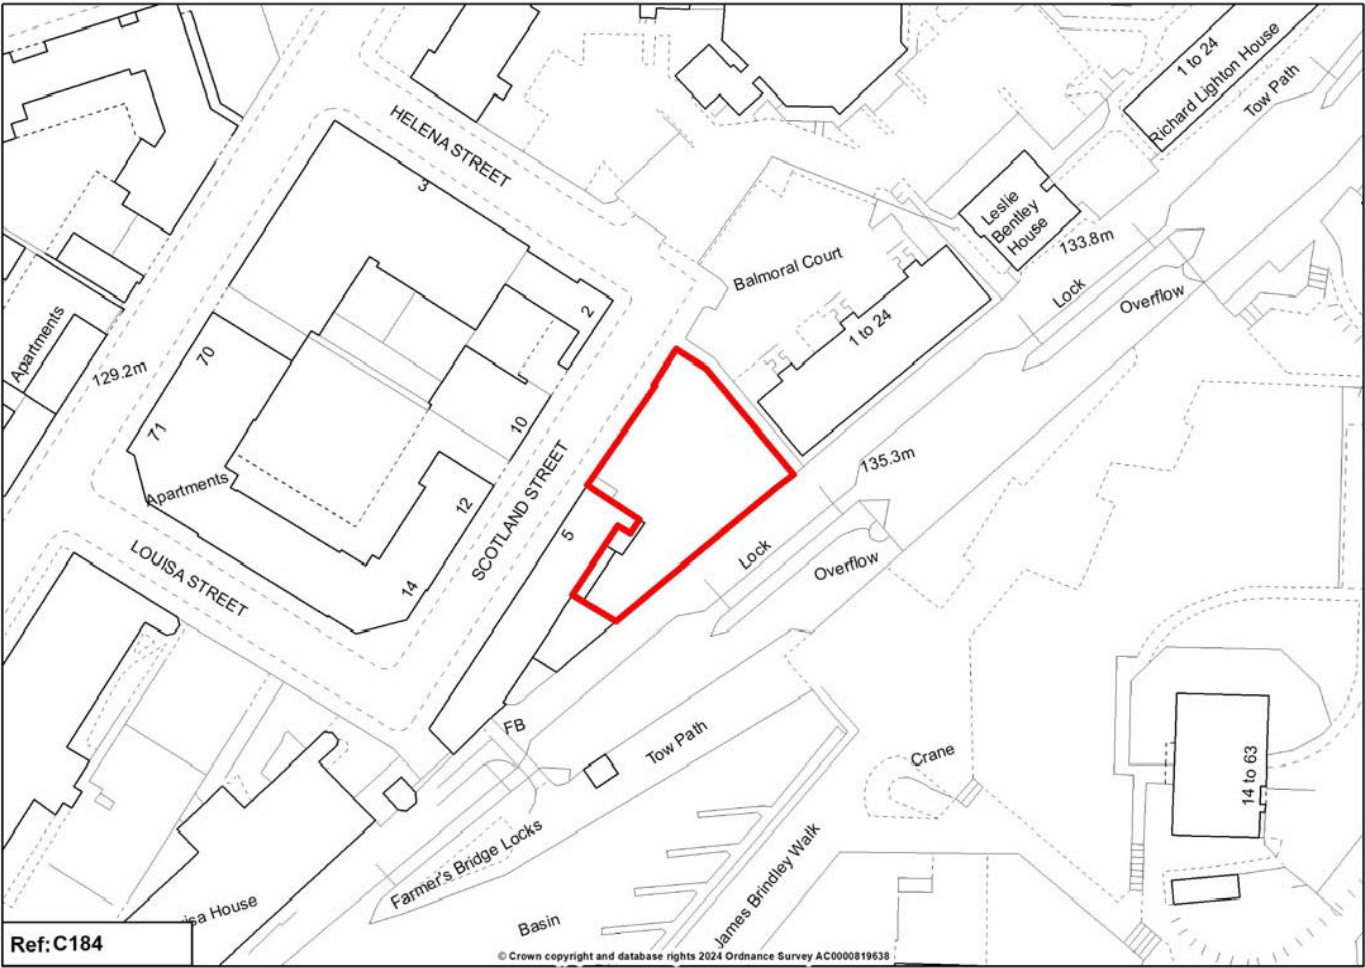 1 to 24
Richard Lighton House
Tow Path
HELENA STREET
3
Leslie
Bentley
House
133.8m
Balmoral Court
Lock
Overflow
2
1 to 24
Apartments
129.2m
70
71
10
Apartments
12
SCOTLAND STREET
135.3m
5
Lock
Overflow
14
LOUISA STREET
FB
Tow Path
Crane
14 to 63
Farmer's Bridge Locks
James Brindley Walk
isa House
Basin
Ref:C184
© Crown copyright and database rights 2024 Ordnance Survey AC0000819638